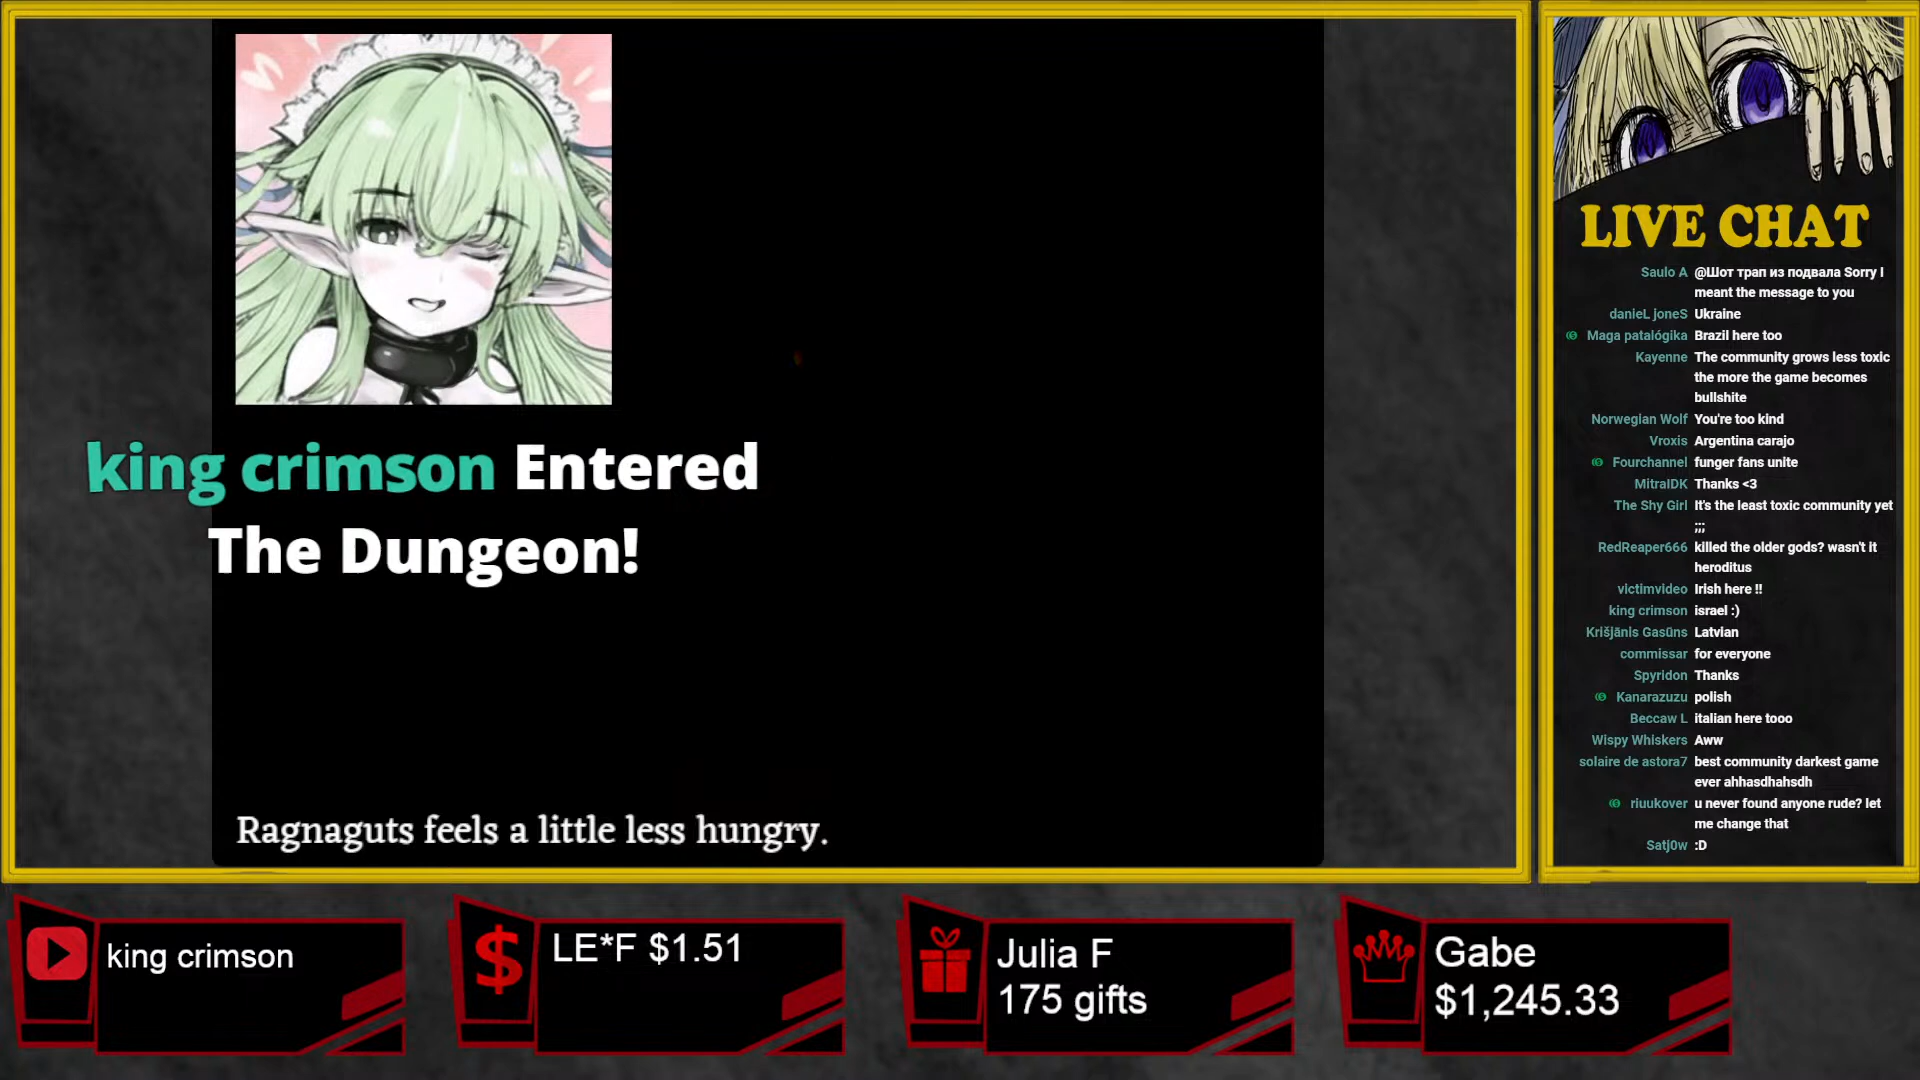 king crimson Entered
The Dungeon!
Ragnaguts feels a little less hungry.
LIVE CHAT
Saulo A @Шот трап из подвала Sorry I
meant the message to you
danieL joneS Ukraine
Maga patalógika Brazil here too
Kayenne The community grows less toxic
the more the game becomes
bullshite
Norwegian Wolf You're too kind
Vroxis Argentina carajo
Fourchannel funger fans unite
MitraIDK Thanks <3
The Shy Girl It's the least toxic community yet
;;;
RedReaper666 killed the older gods? wasn't it
heroditus
victimvideo Irish here !!
king crimson israel :)
Krišjānis Gasūns Latvian
commissar for everyone
Spyridon Thanks
Kanarazuzu polish
Beccaw L italian here tooo
Wispy Whiskers Aww
solaire de astora7 best community darkest game
ever ahhasdhahsdh
riuukover u never found anyone rude? let
me change that
Satj0w :D
king crimson
$ LE*F $1.51
Julia F
175 gifts
Gabe
$1,245.33